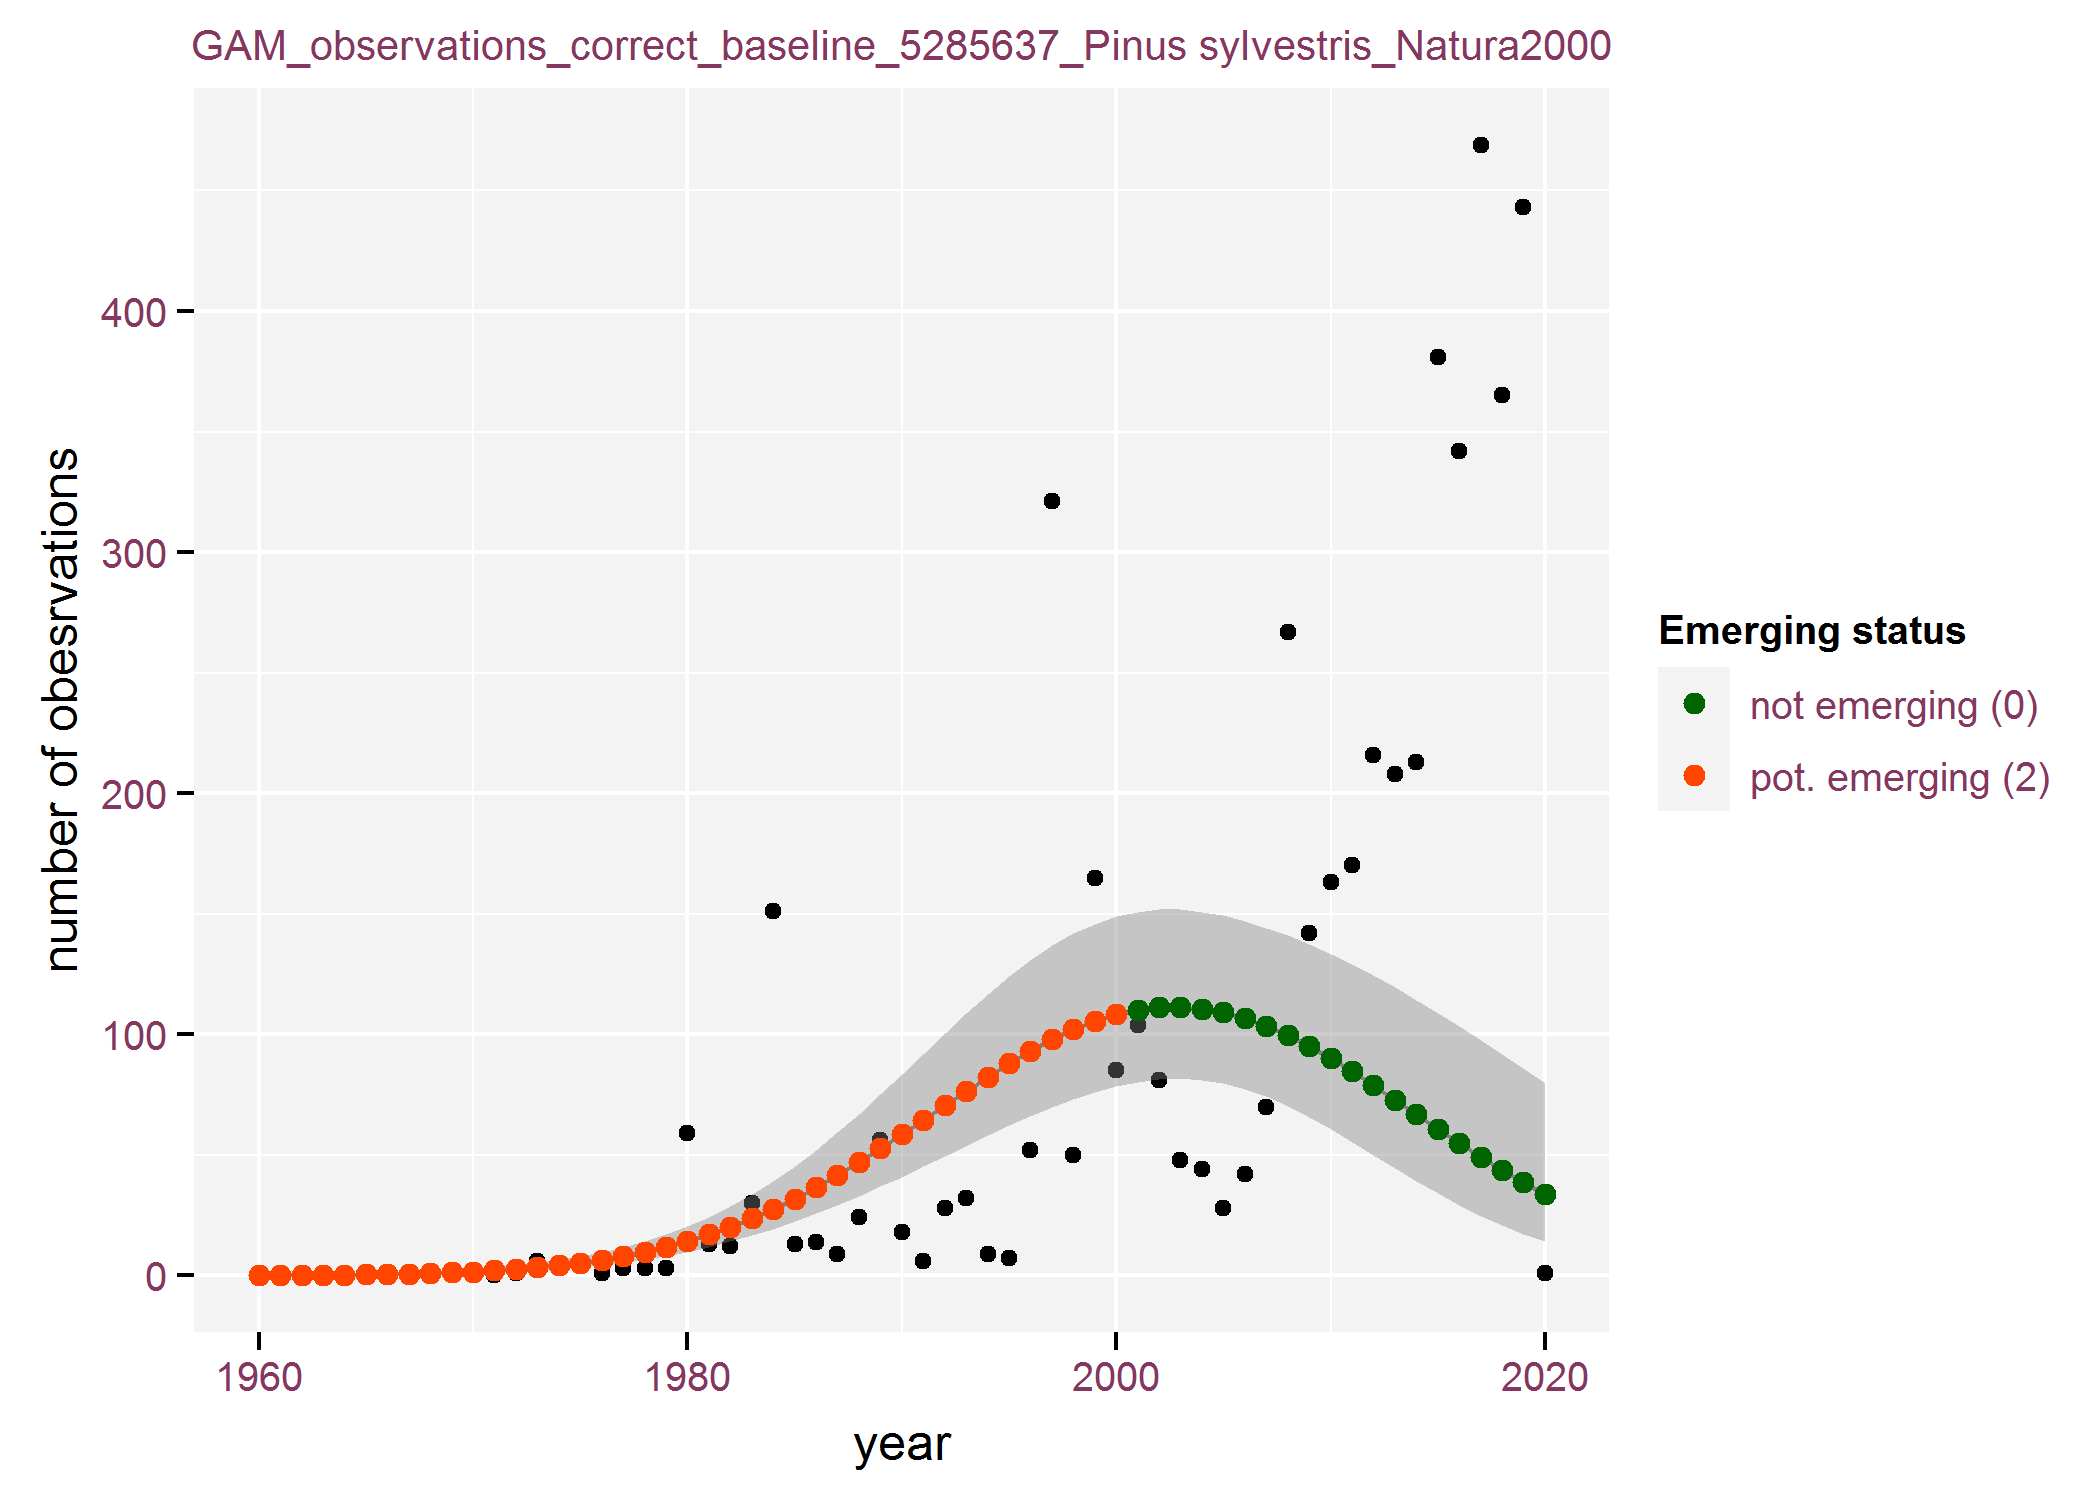 GAM_observations_correct_baseline_5285637_Pinus sylvestris_Natura2000
number of obesrvations
400
300
200
100
0
1960 1980 2000 2020
year
Emerging status
not emerging (0)
pot. emerging (2)